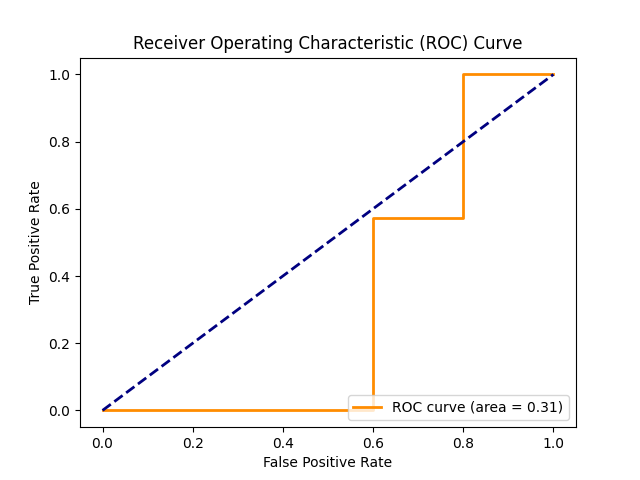 Receiver Operating Characteristic (ROC) Curve
1.0
0.8
0.6
0.4
0.2
0.0
True Positive Rate
ROC curve (area = 0.31)
0.0 0.2 0.4 0.6 0.8 1.0
False Positive Rate